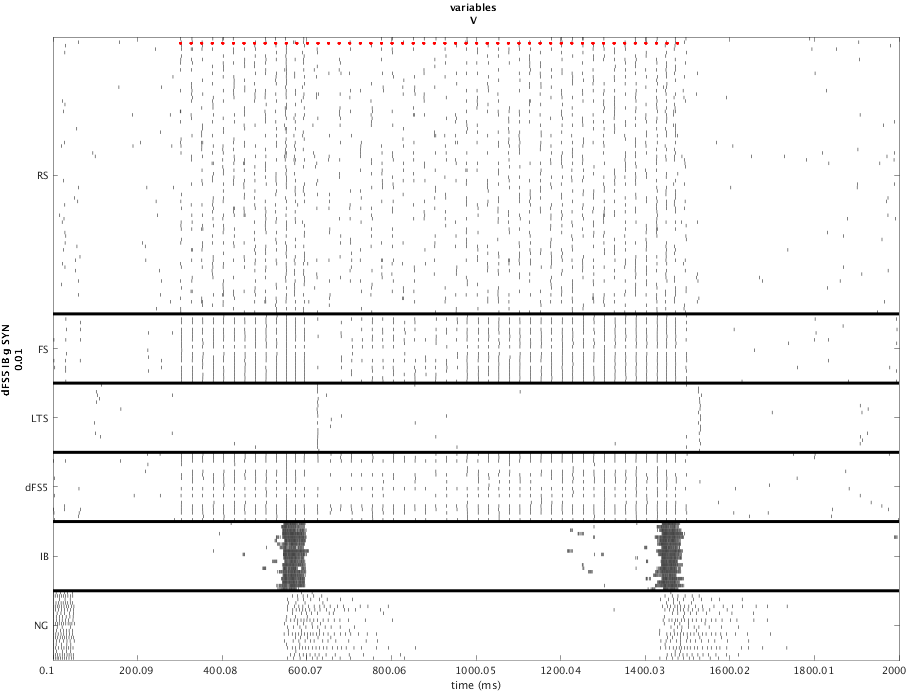 variables
V
RS
FS
LTS
dFS5
IB
NG
dFS5 IB g SYN
0.01
0.1
200.09
400.08
600.07
800.06
1000.05
1200.04
1400.03
1600.02
1800.01
2000
time (ms)